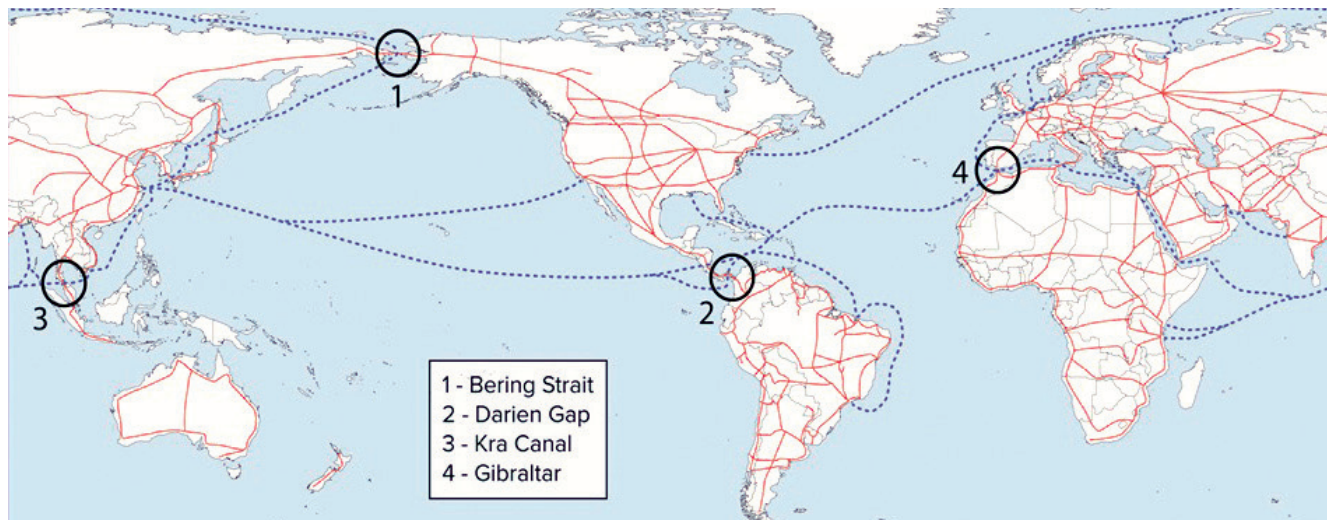 1
4
3
2
1 - Bering Strait
2 - Darien Gap
3 - Kra Canal
4 - Gibraltar